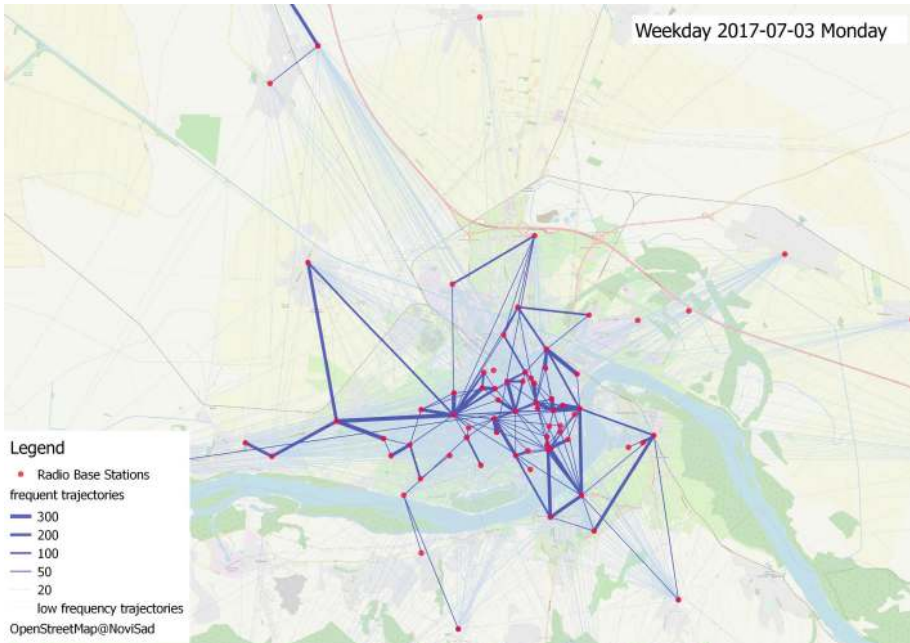 Weekday 2017-07-03 Monday
Legend
Radio Base Stations
frequent trajectories
300
200
100
50
20
low frequency trajectories
OpenStreetMap@NoviSad